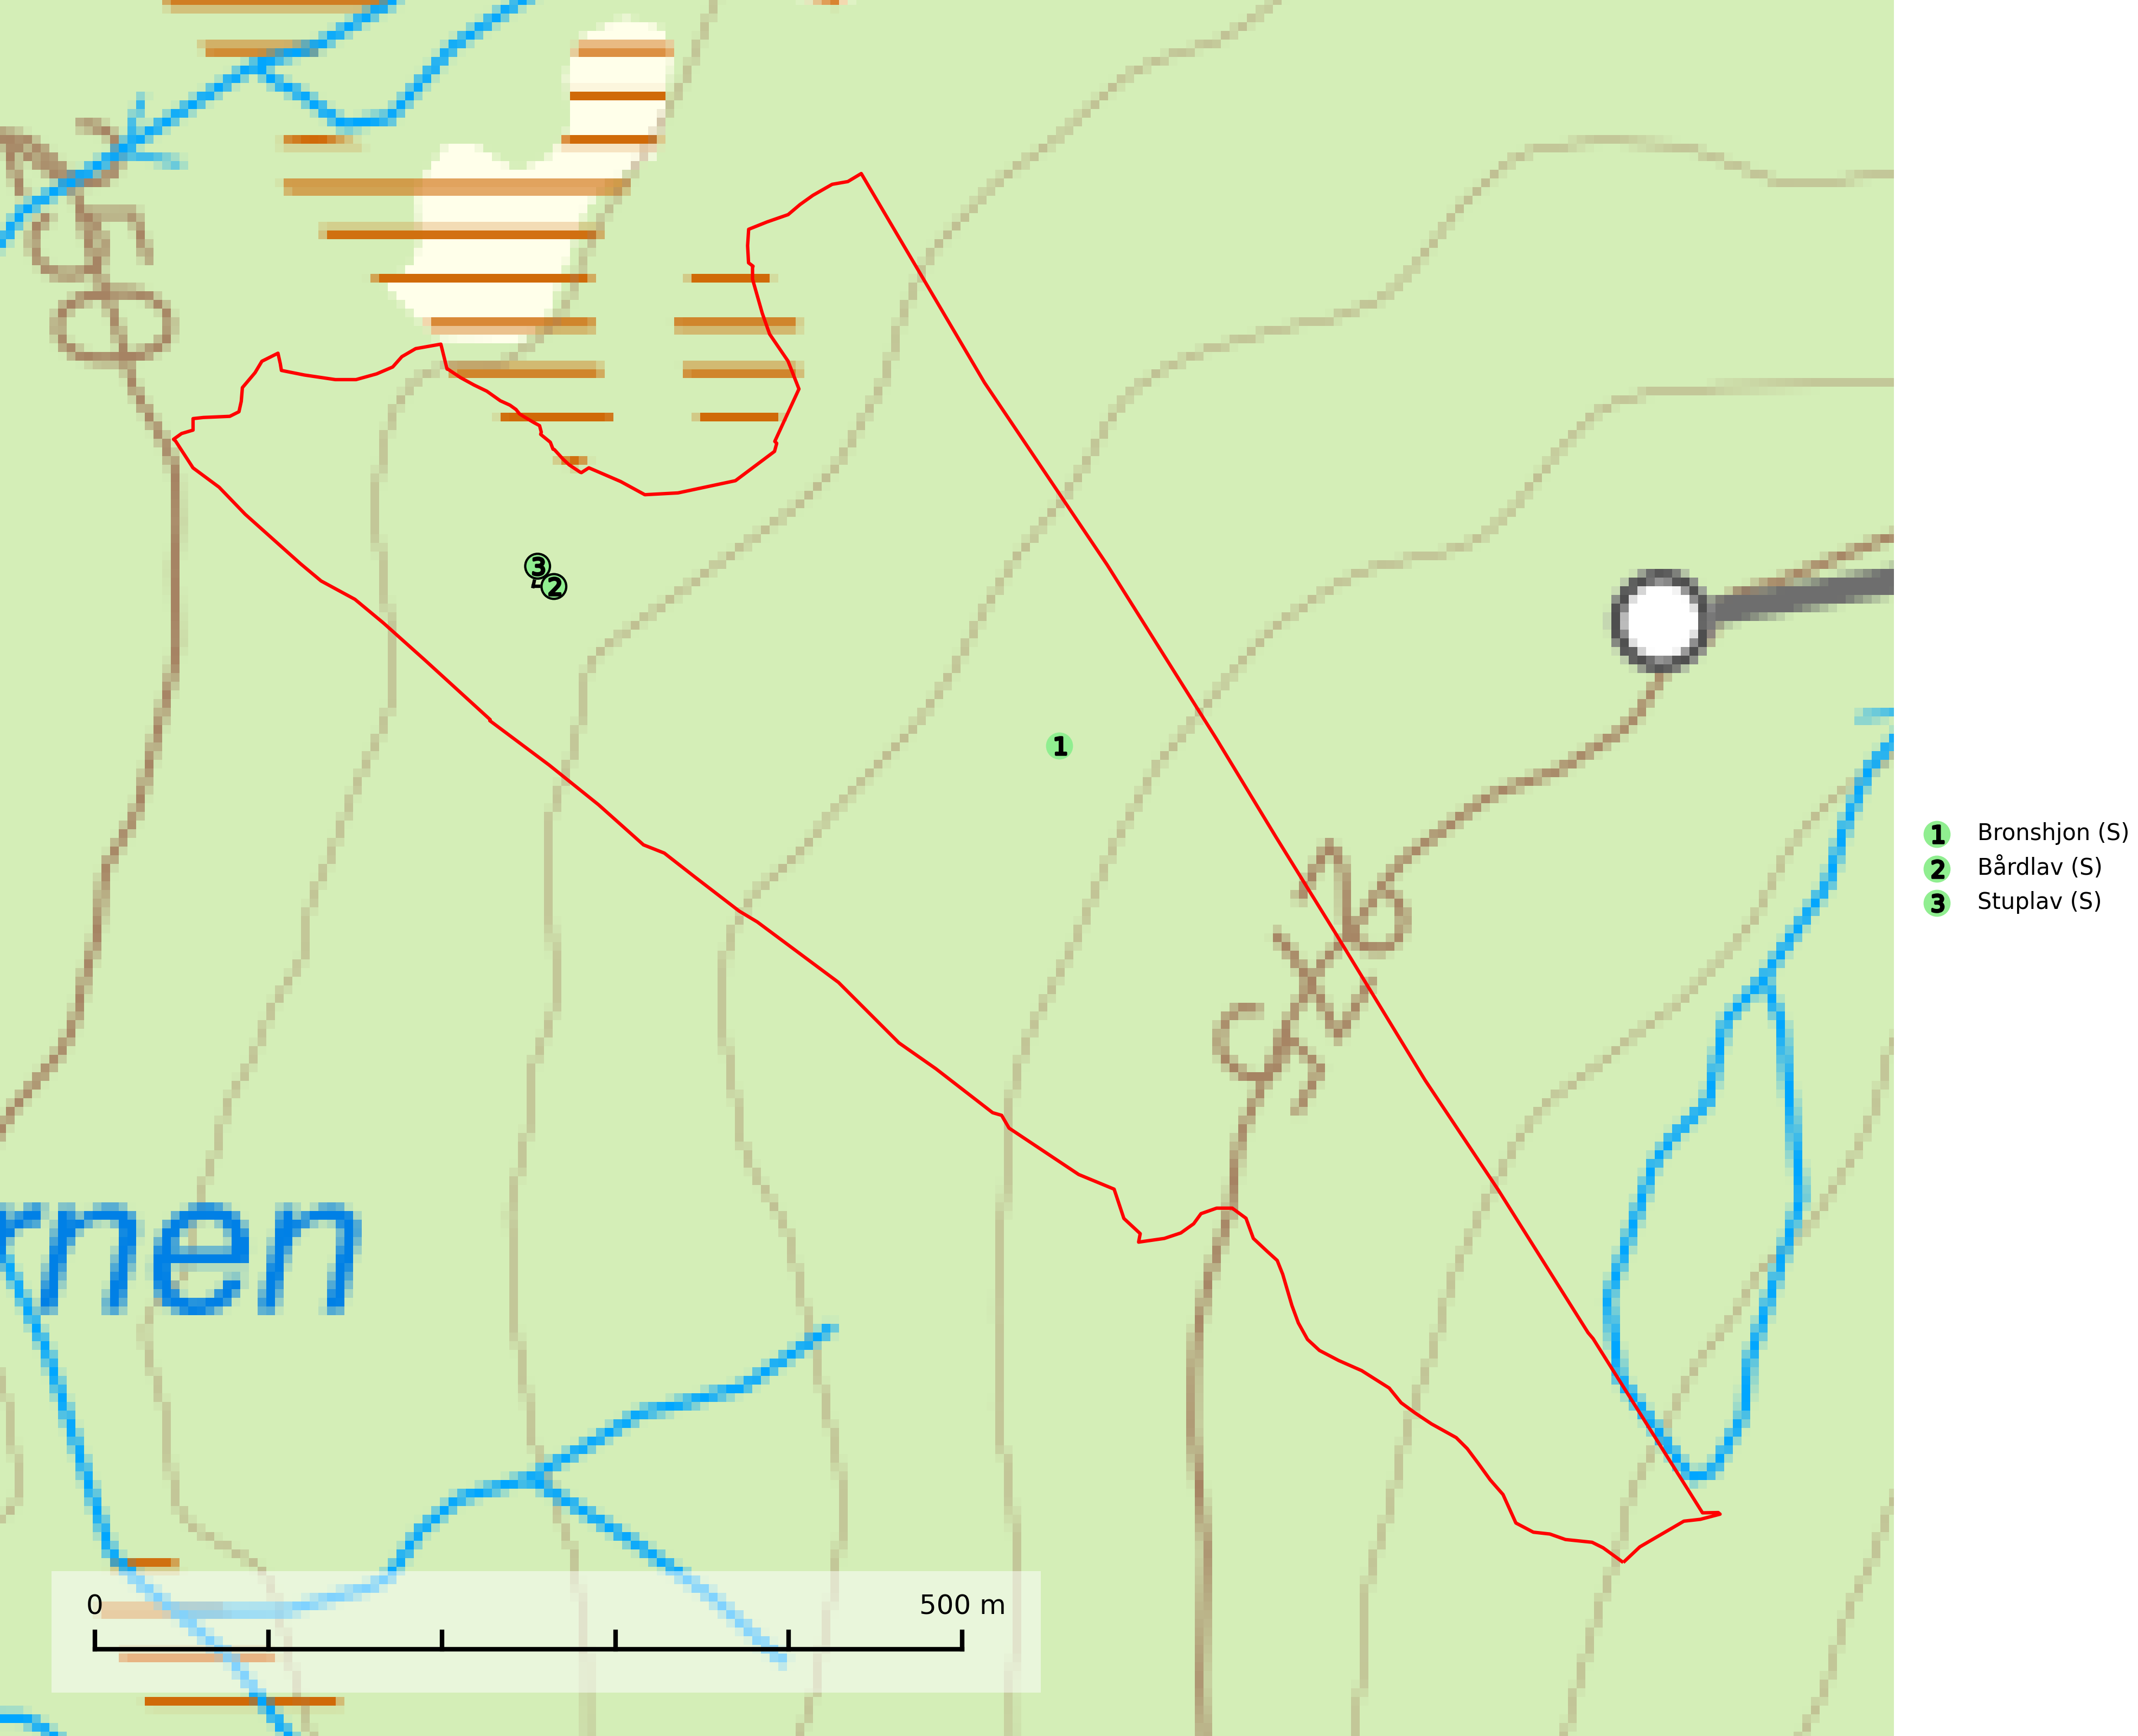 rnen
1
2
3
1 Bronshjon (S)
2 Bårdlav (S)
3 Stuplav (S)
0 500 m